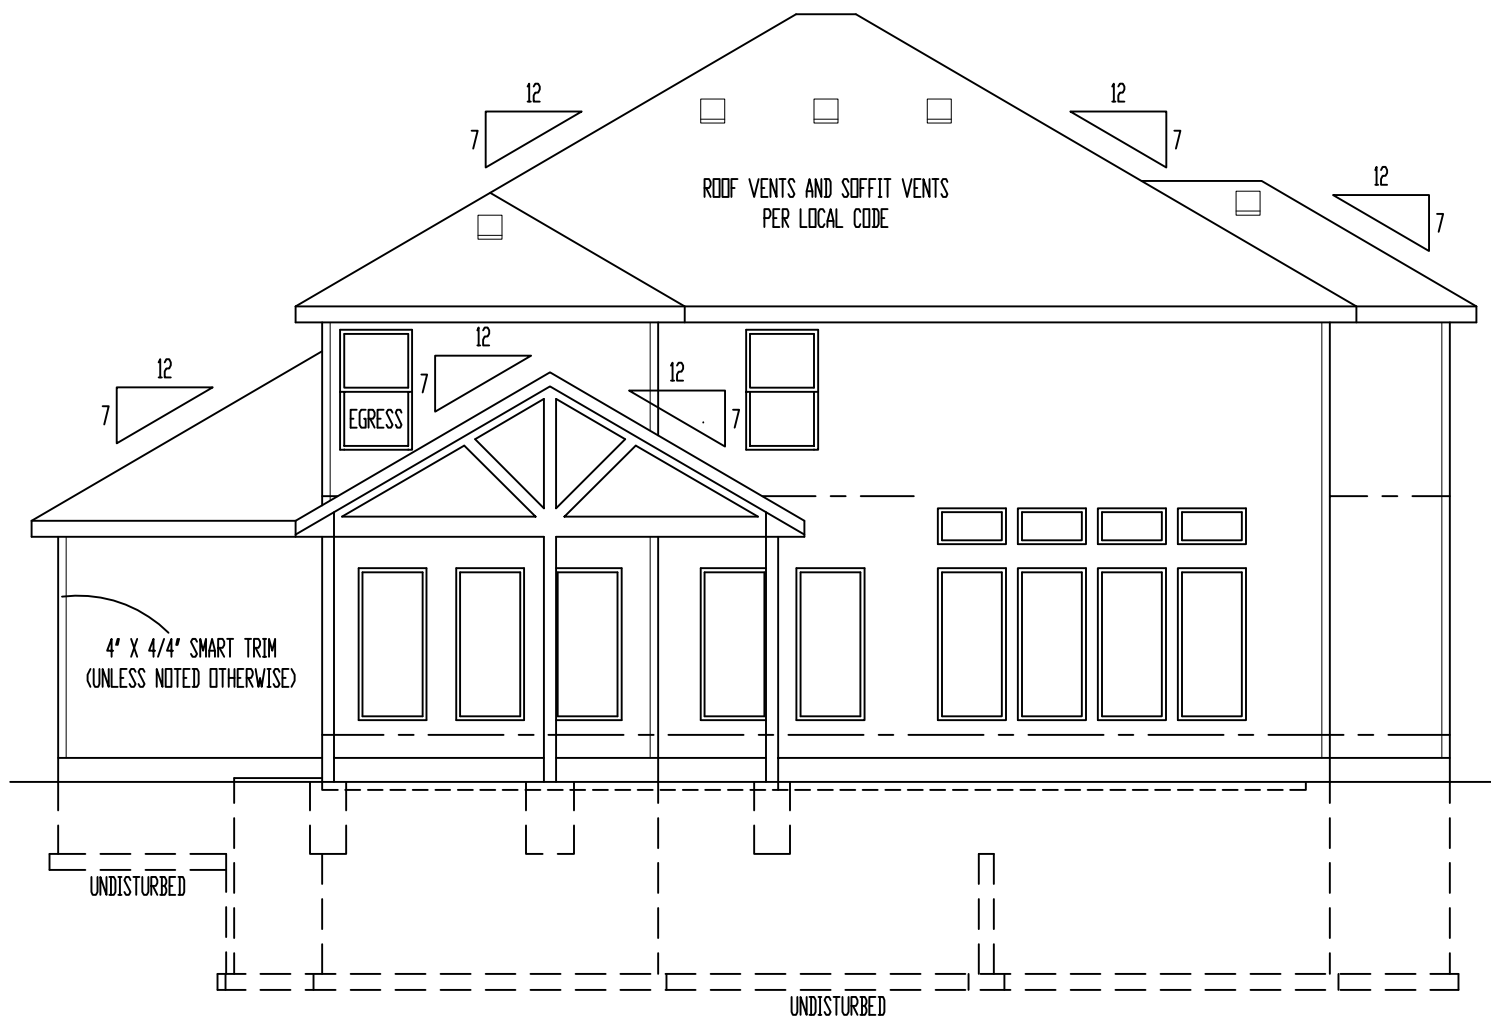 12
7
12
7
ROOF VENTS AND SOFFIT VENTS
PER LOCAL CODE
12
7
12
7
12
7
12
7
EGRESS
4" X 4/4" SMART TRIM
(UNLESS NOTED OTHERWISE)
UNDISTURBED
UNDISTURBED